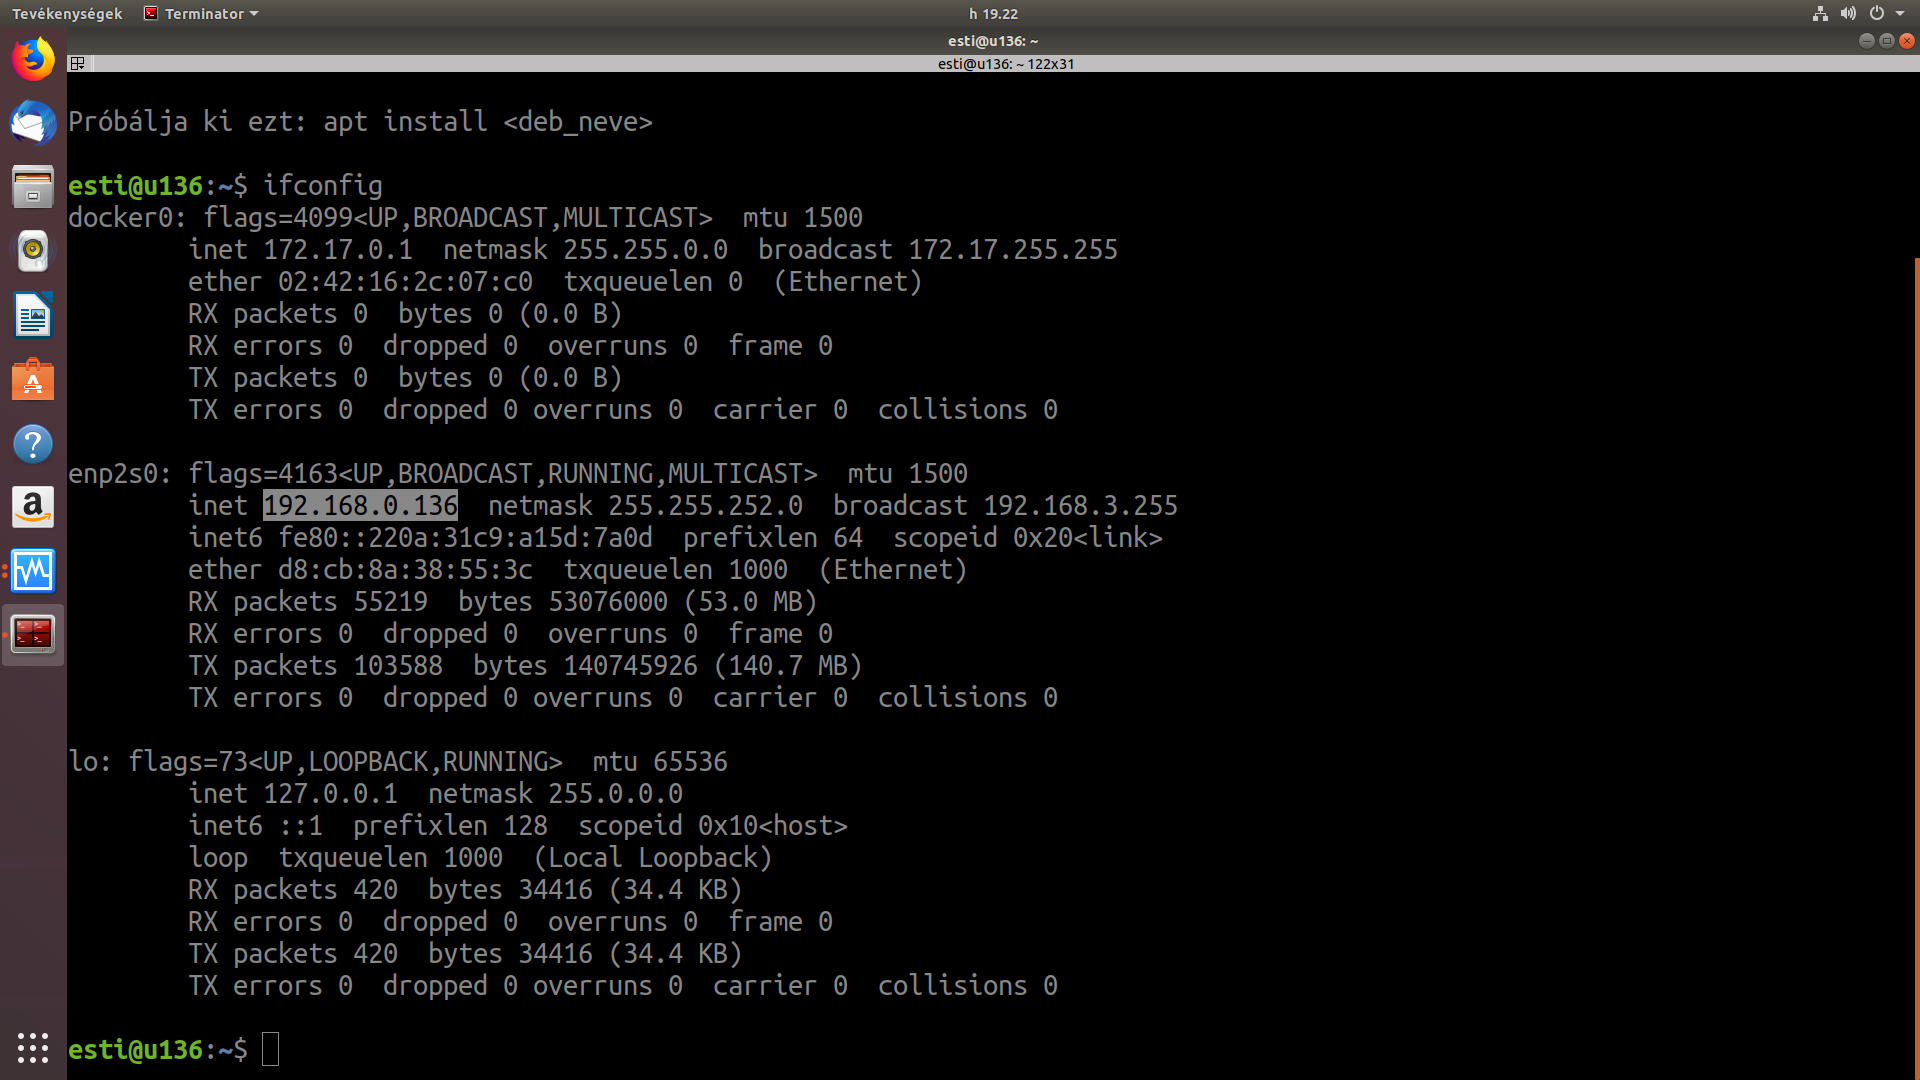 Tevékenységek Terminator h 19.22
esti@u136: ~
esti@u136: ~ 122x31
Próbálja ki ezt: apt install <deb_neve>
esti@u136:~$ ifconfig
docker0: flags=4099<UP,BROADCAST,MULTICAST>  mtu 1500
        inet 172.17.0.1  netmask 255.255.0.0  broadcast 172.17.255.255
        ether 02:42:16:2c:07:c0  txqueuelen 0  (Ethernet)
        RX packets 0  bytes 0 (0.0 B)
        RX errors 0  dropped 0  overruns 0  frame 0
        TX packets 0  bytes 0 (0.0 B)
        TX errors 0  dropped 0 overruns 0  carrier 0  collisions 0
enp2s0: flags=4163<UP,BROADCAST,RUNNING,MULTICAST>  mtu 1500
        inet 192.168.0.136  netmask 255.255.252.0  broadcast 192.168.3.255
        inet6 fe80::220a:31c9:a15d:7a0d  prefixlen 64  scopeid 0x20<link>
        ether d8:cb:8a:38:55:3c  txqueuelen 1000  (Ethernet)
        RX packets 55219  bytes 53076000 (53.0 MB)
        RX errors 0  dropped 0  overruns 0  frame 0
        TX packets 103588  bytes 140745926 (140.7 MB)
        TX errors 0  dropped 0 overruns 0  carrier 0  collisions 0
lo: flags=73<UP,LOOPBACK,RUNNING>  mtu 65536
        inet 127.0.0.1  netmask 255.0.0.0
        inet6 ::1  prefixlen 128  scopeid 0x10<host>
        loop  txqueuelen 1000  (Local Loopback)
        RX packets 420  bytes 34416 (34.4 KB)
        RX errors 0  dropped 0  overruns 0  frame 0
        TX packets 420  bytes 34416 (34.4 KB)
        TX errors 0  dropped 0 overruns 0  carrier 0  collisions 0
esti@u136:~$